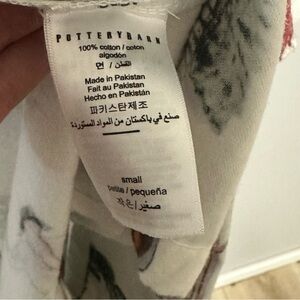 POTTERYBARN
100% cotton / coton
algodón
면 / القطن
Made in Pakistan
Fait au Pakistan
Hecho en Pakistán
파키스탄제조
صنع في باكستان من المواد المستوردة
small
petite / pequeña
작은/صغير